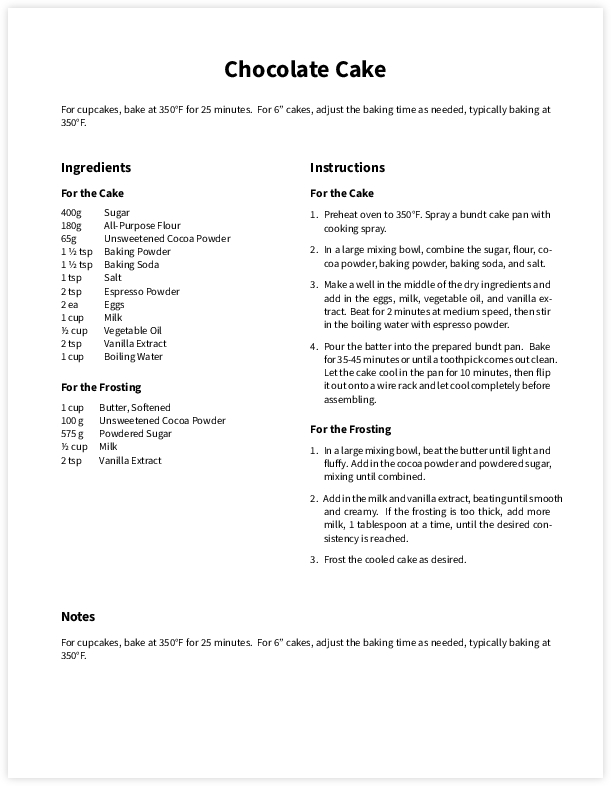 Chocolate Cake
For cupcakes, bake at 350°F for 25 minutes. For 6” cakes, adjust the baking time as needed, typically baking at
350°F.
Ingredients
For the Cake
400g Sugar
180g All-Purpose Flour
65g Unsweetened Cocoa Powder
1 ½ tsp Baking Powder
1 ½ tsp Baking Soda
1 tsp Salt
2 tsp Espresso Powder
2 ea Eggs
1 cup Milk
½ cup Vegetable Oil
2 tsp Vanilla Extract
1 cup Boiling Water
For the Frosting
1 cup Butter, Softened
100 g Unsweetened Cocoa Powder
575 g Powdered Sugar
½ cup Milk
2 tsp Vanilla Extract
Instructions
For the Cake
1. Preheat oven to 350°F. Spray a bundt cake pan with
cooking spray.
2. In a large mixing bowl, combine the sugar, flour, co-
coa powder, baking powder, baking soda, and salt.
3. Make a well in the middle of the dry ingredients and
add in the eggs, milk, vegetable oil, and vanilla ex-
tract. Beat for 2 minutes at medium speed, then stir
in the boiling water with espresso powder.
4. Pour the batter into the prepared bundt pan. Bake
for 35-45 minutes or until a toothpick comes out clean.
Let the cake cool in the pan for 10 minutes, then flip
it out onto a wire rack and let cool completely before
assembling.
For the Frosting
1. In a large mixing bowl, beat the butter until light and
fluffy. Add in the cocoa powder and powdered sugar,
mixing until combined.
2. Add in the milk and vanilla extract, beating until smooth
and creamy. If the frosting is too thick, add more
milk, 1 tablespoon at a time, until the desired con-
sistency is reached.
3. Frost the cooled cake as desired.
Notes
For cupcakes, bake at 350°F for 25 minutes. For 6” cakes, adjust the baking time as needed, typically baking at
350°F.